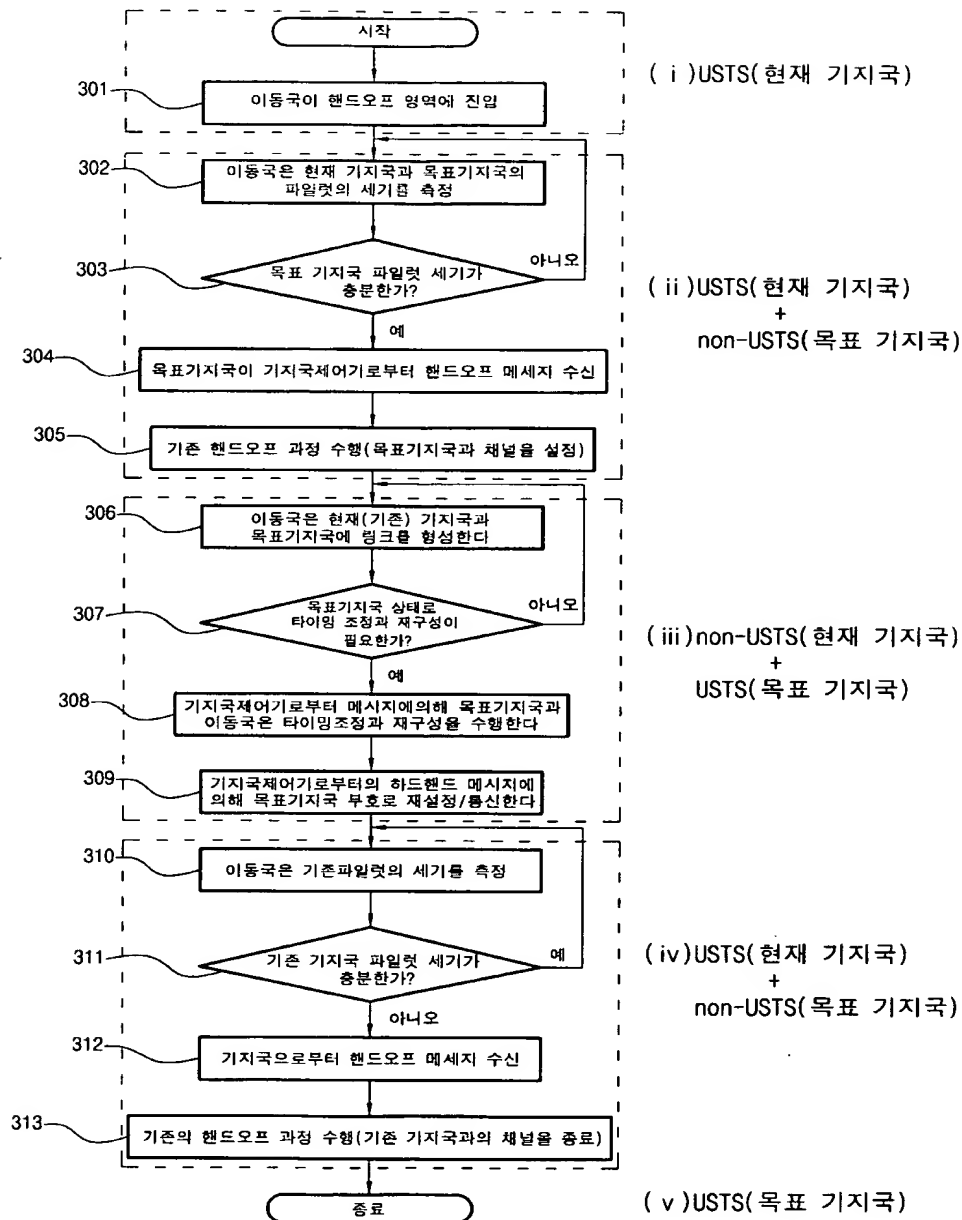 시작
( i )USTS(현재 기지국)
301
이동국이 핸드오프 영역에 진입
302
이동국은 현재 기지국과 목표기지국의
파일럿의 세기를 측정
303
목표 기지국 파일럿 세기가
충분한가?
아니오
예
( ii )USTS(현재 기지국)
+
non-USTS(목표 기지국)
304
목표기지국이 기지국제어기로부터 핸드오프 메세지 수신
305
기존 핸드오프 과정 수행(목표기지국과 채널을 설정)
306
이동국은 현재(기존) 기지국과
목표기지국에 링크를 형성한다
307
목표기지국 상태로
타이밍 조정과 재구성이
필요한가?
아니오
예
(iii)non-USTS(현재 기지국)
+
USTS(목표 기지국)
308
기지국제어기로부터 메시지에의해 목표기지국과
이동국은 타이밍조정과 재구성을 수행한다
309
기지국제어기로부터의 하드핸드 메시지에
의해 목표기지국 부호로 재설정/통신한다
310
이동국은 기존파일럿의 세기를 측정
311
기존 기지국 파일럿 세기가
충분한가?
예
아니오
(iv)USTS(현재 기지국)
+
non-USTS(목표 기지국)
312
기지국으로부터 핸드오프 메세지 수신
313
기존의 핸드오프 과정 수행(기존 기지국과의 채널을 종료)
종료
( v )USTS(목표 기지국)